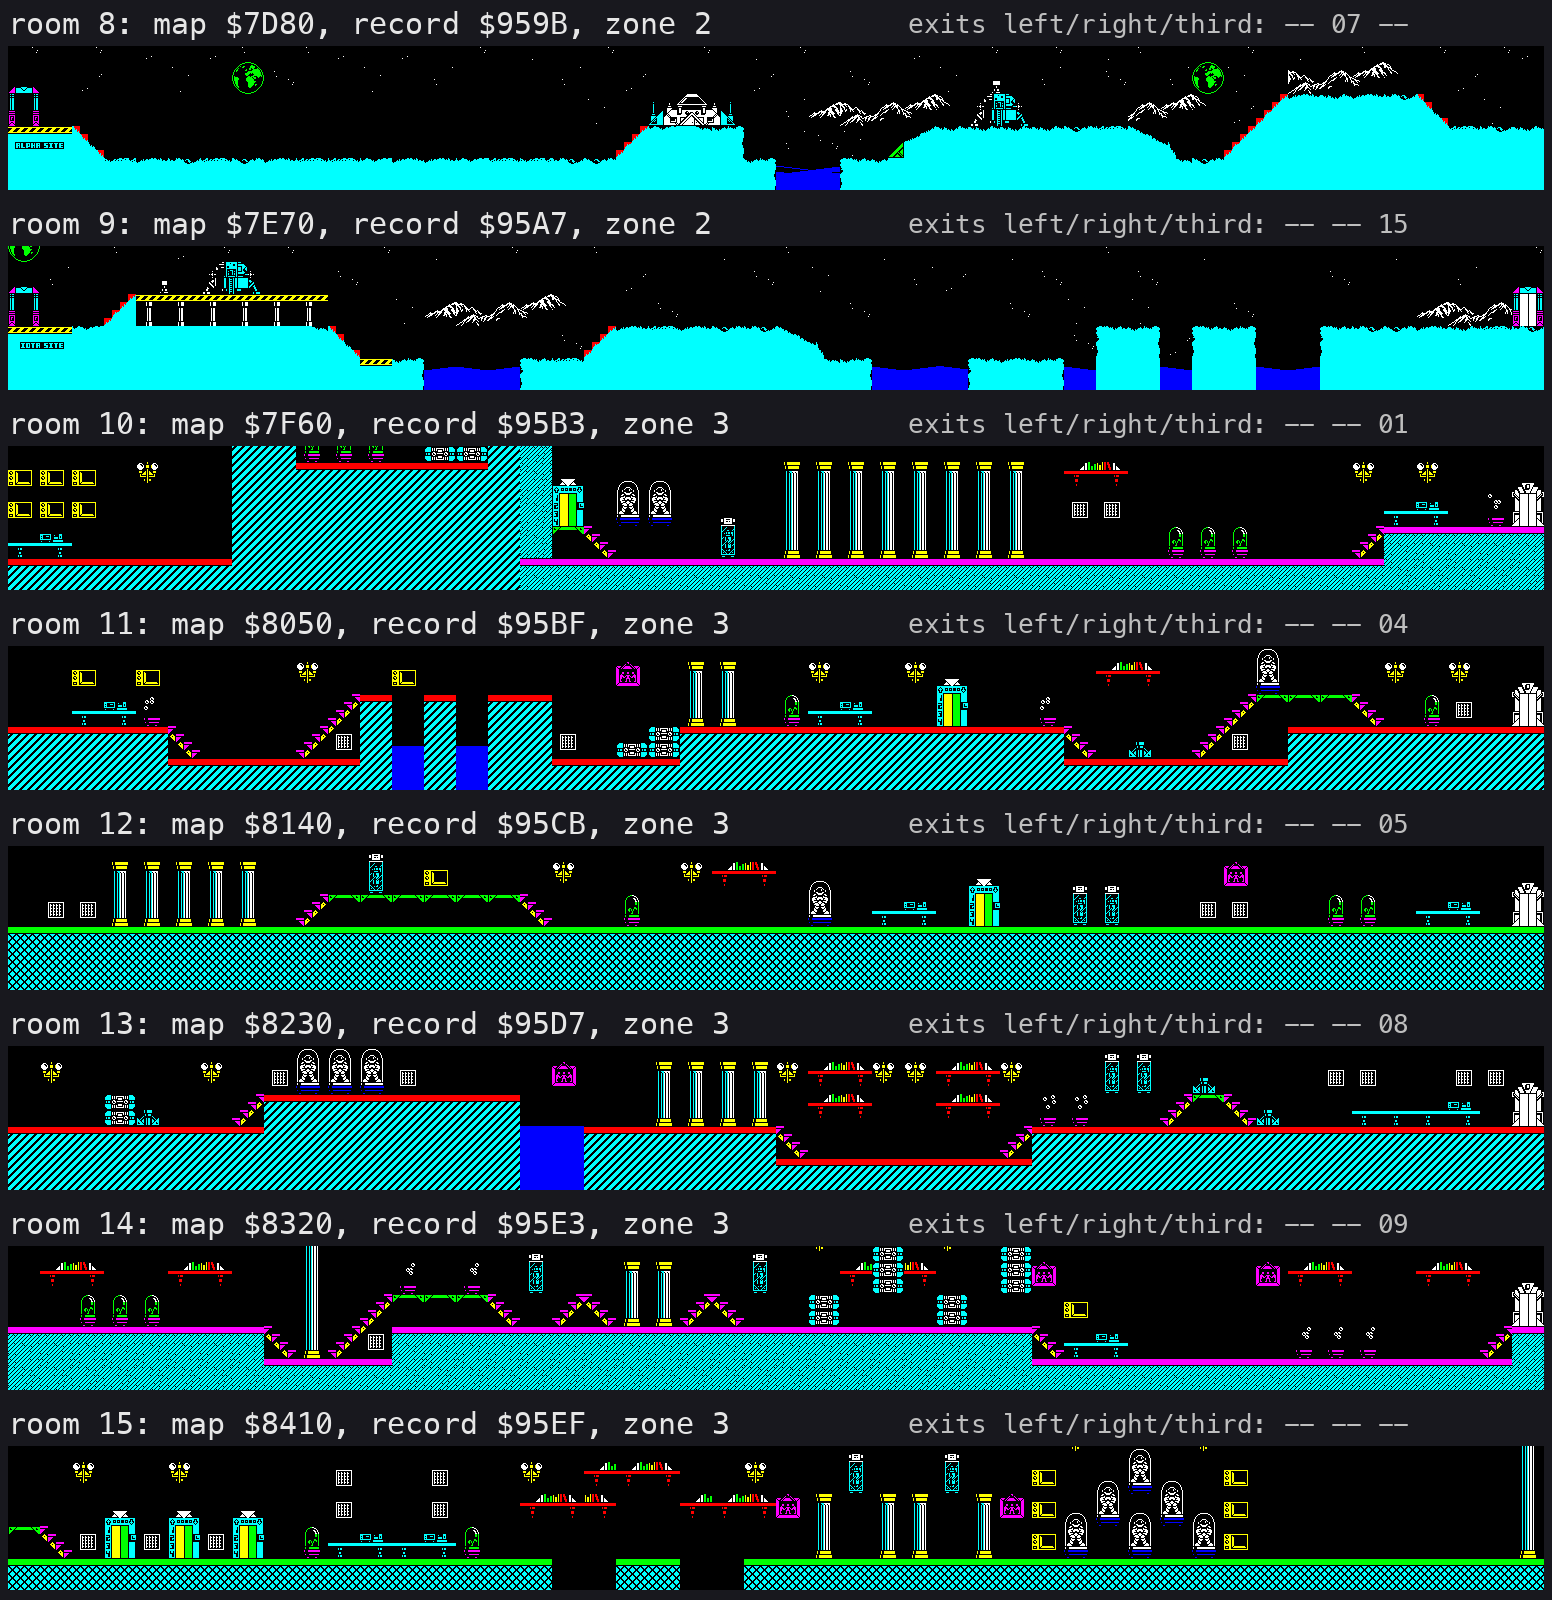 room 8: map $7D80, record $959B, zone 2 exits left/right/third: —— 07 ——
ALPHA SITE
room 9: map $7E70, record $95A7, zone 2 exits left/right/third: —— —— 15
IOTA SITE
room 10: map $7F60, record $95B3, zone 3 exits left/right/third: —— —— 01
room 11: map $8050, record $95BF, zone 3 exits left/right/third: —— —— 04
room 12: map $8140, record $95CB, zone 3 exits left/right/third: —— —— 05
room 13: map $8230, record $95D7, zone 3 exits left/right/third: —— —— 08
room 14: map $8320, record $95E3, zone 3 exits left/right/third: —— —— 09
room 15: map $8410, record $95EF, zone 3 exits left/right/third: —— —— ——